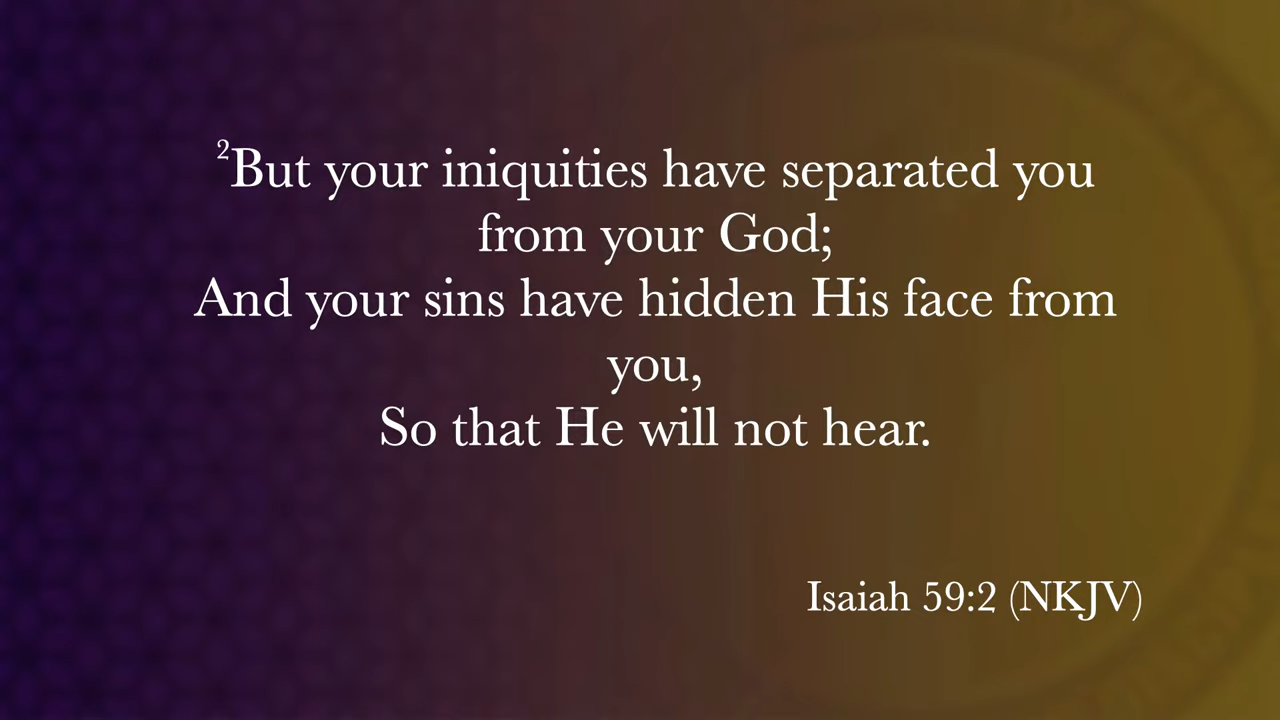 ²But your iniquities have separated you
from your God;
And your sins have hidden His face from
you,
So that He will not hear.
Isaiah 59:2 (NKJV)